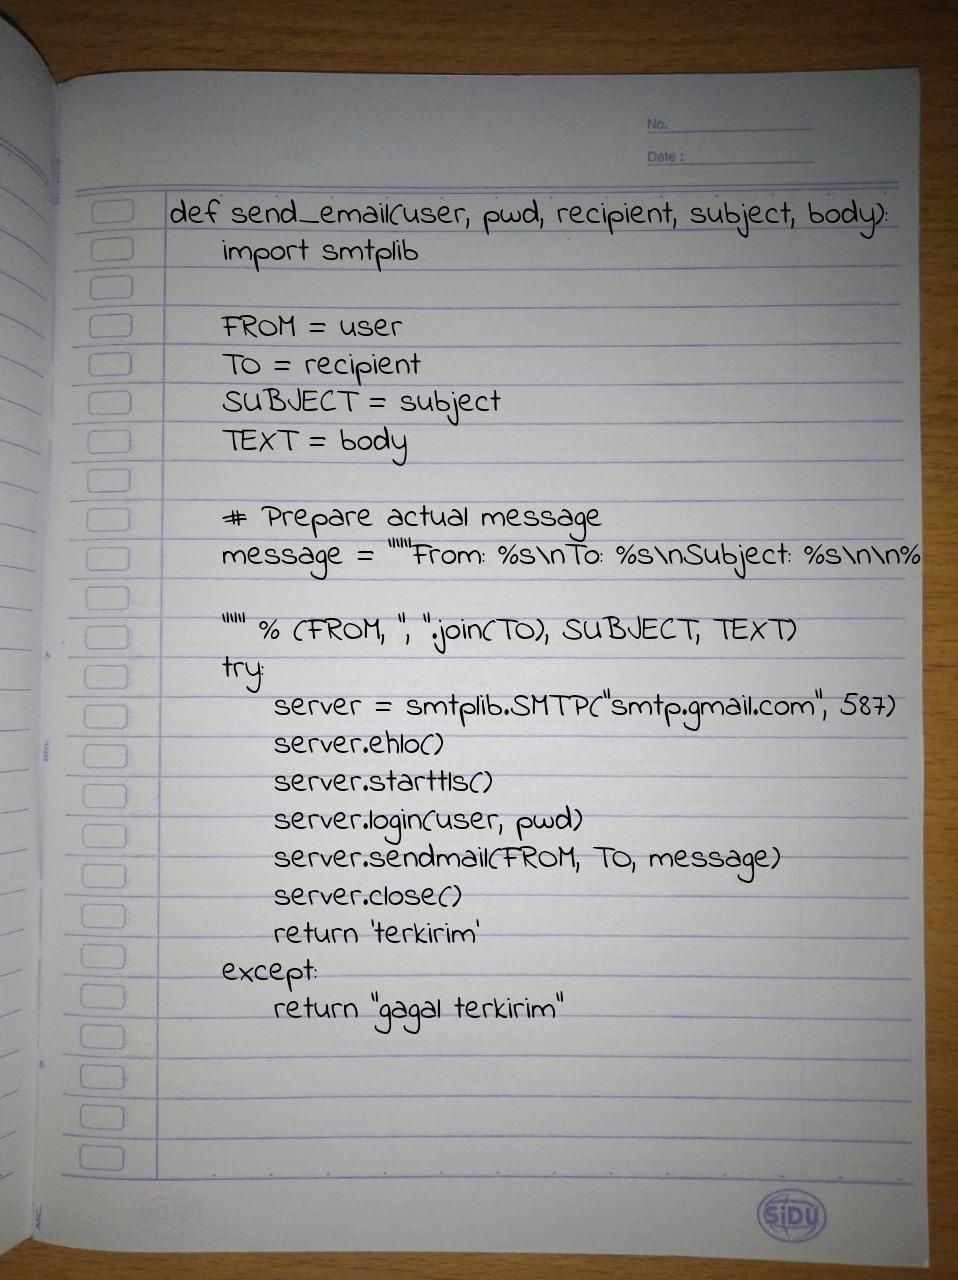 No.
Date :
def send_email(user, pwd, recipient, subject, body):
import smtplib
FROM = user
TO = recipient
SUBJECT = subject
TEXT = body
# Prepare actual message
message = """From: %s\nTo: %s\nSubject: %s\n\n%
""" % (FROM, ", ".join(TO), SUBJECT, TEXT)
try:
server = smtplib.SMTP("smtp.gmail.com", 587)
server.ehlo()
server.starttls()
server.login(user, pwd)
server.sendmail(FROM, TO, message)
server.close()
return 'terkirim'
except:
return "gagal terkirim"
SiDU